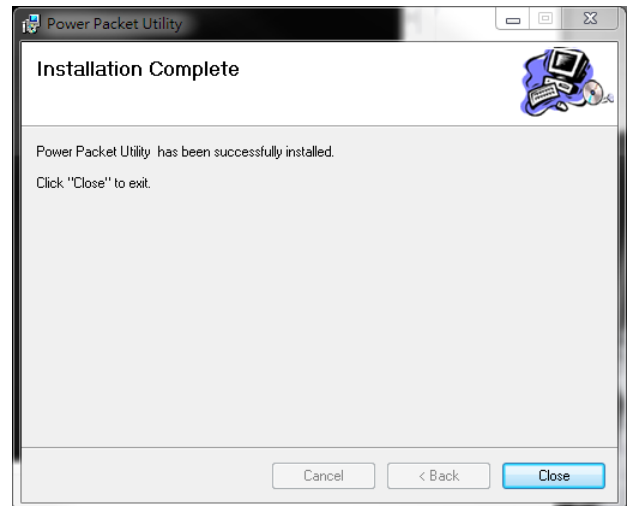 Power Packet Utility
Installation Complete
Power Packet Utility has been successfully installed.
Click "Close" to exit.
Cancel
< Back
Close